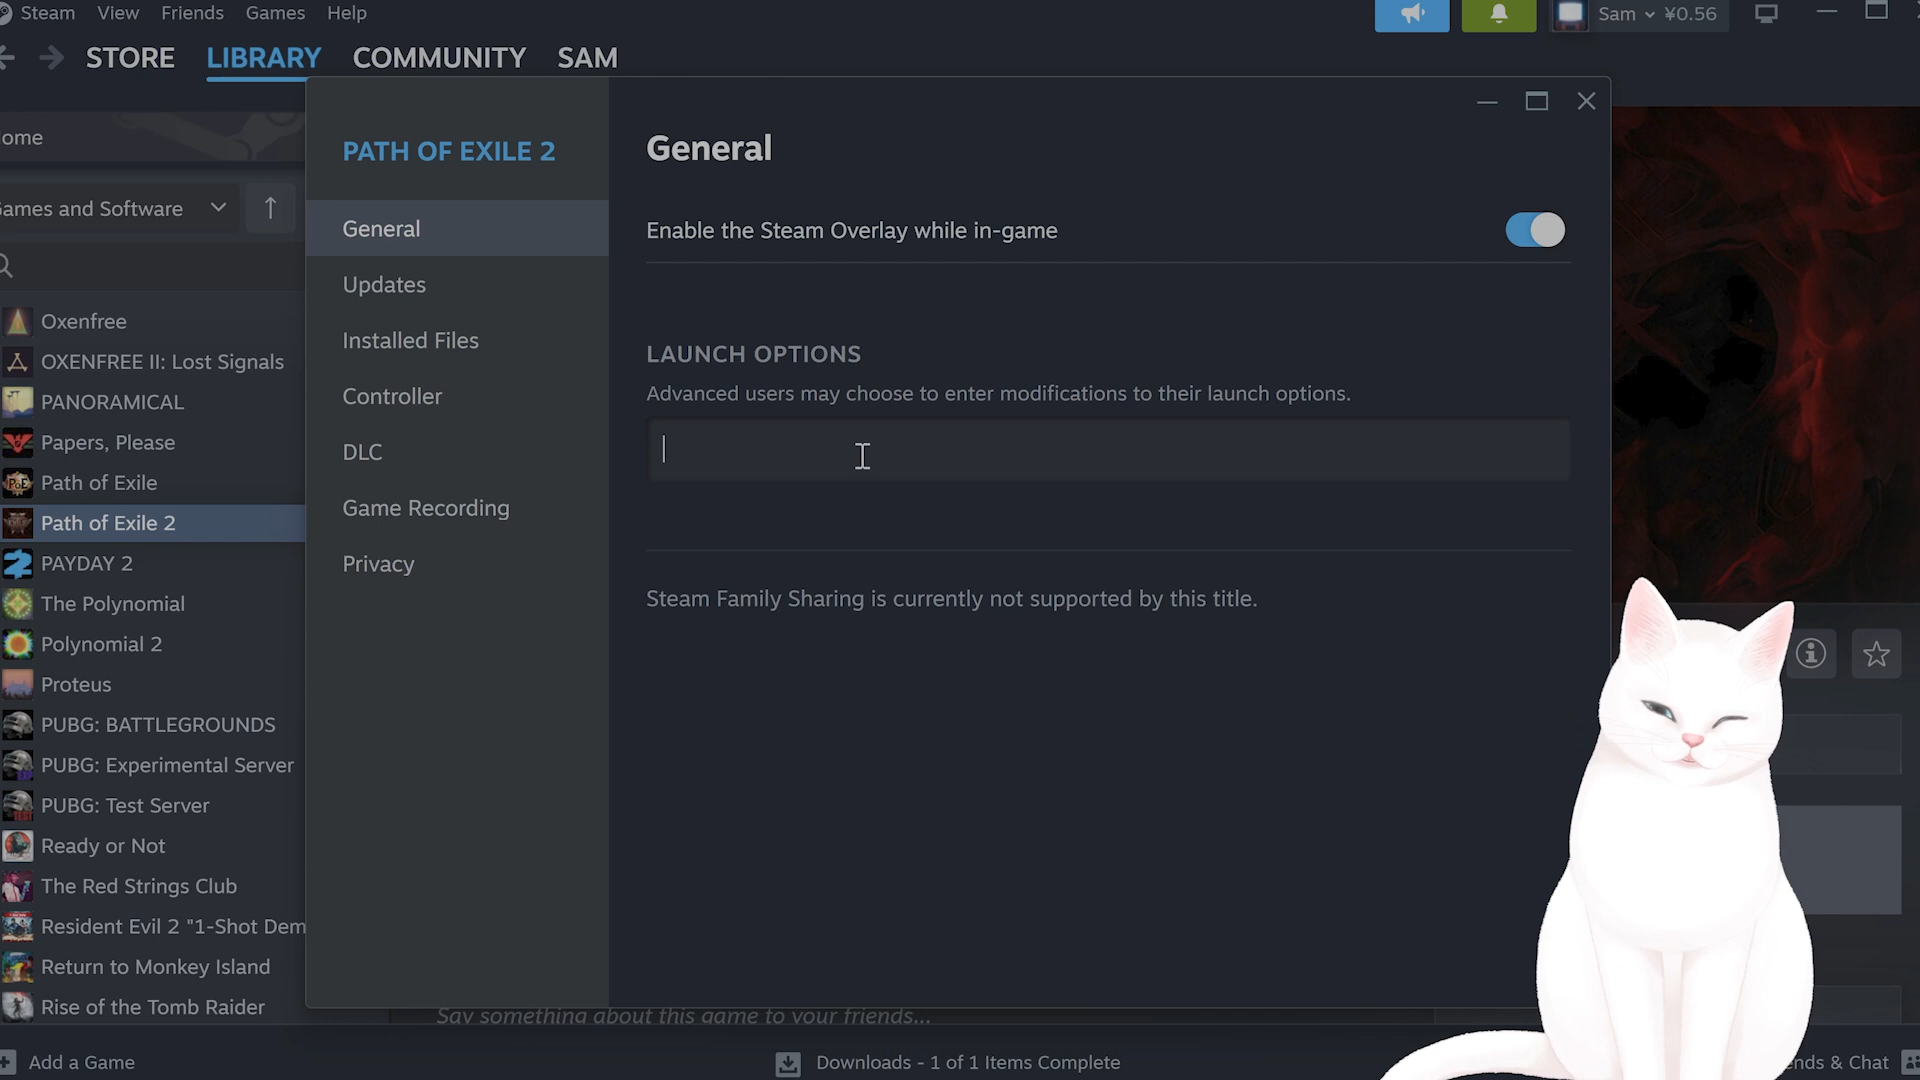 Steam View Friends Games Help
Sam ¥0.56
STORE LIBRARY COMMUNITY SAM
ome
ames and Software
Oxenfree
OXENFREE II: Lost Signals
PANORAMICAL
Papers, Please
Path of Exile
Path of Exile 2
PAYDAY 2
The Polynomial
Polynomial 2
Proteus
PUBG: BATTLEGROUNDS
PUBG: Experimental Server
PUBG: Test Server
Ready or Not
The Red Strings Club
Resident Evil 2 "1-Shot Dem
Return to Monkey Island
Rise of the Tomb Raider
PATH OF EXILE 2
General
Updates
Installed Files
Controller
DLC
Game Recording
Privacy
General
Enable the Steam Overlay while in-game
LAUNCH OPTIONS
Advanced users may choose to enter modifications to their launch options.
Steam Family Sharing is currently not supported by this title.
Say something about this game to your friends...
Add a Game
Downloads - 1 of 1 Items Complete
nds & Chat